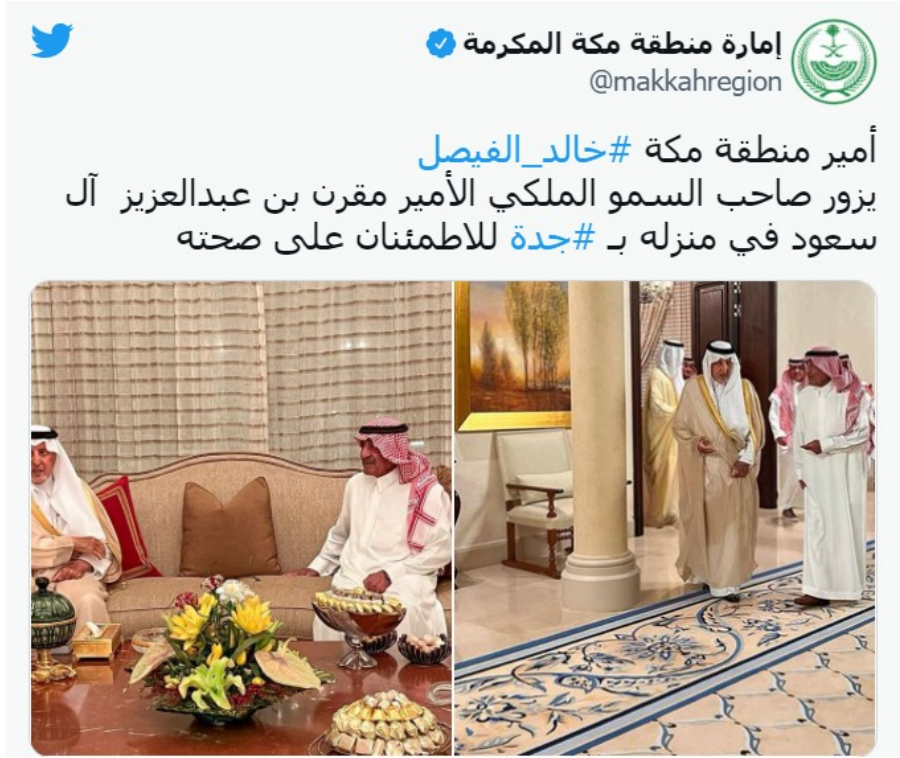 إمارة منطقة مكة المكرمة
@makkahregion
أمير منطقة مكة #خالد_الفيصل
يزور صاحب السمو الملكي الأمير مقرن بن عبدالعزيز آل
سعود في منزله بـ #جدة للاطمئنان على صحته